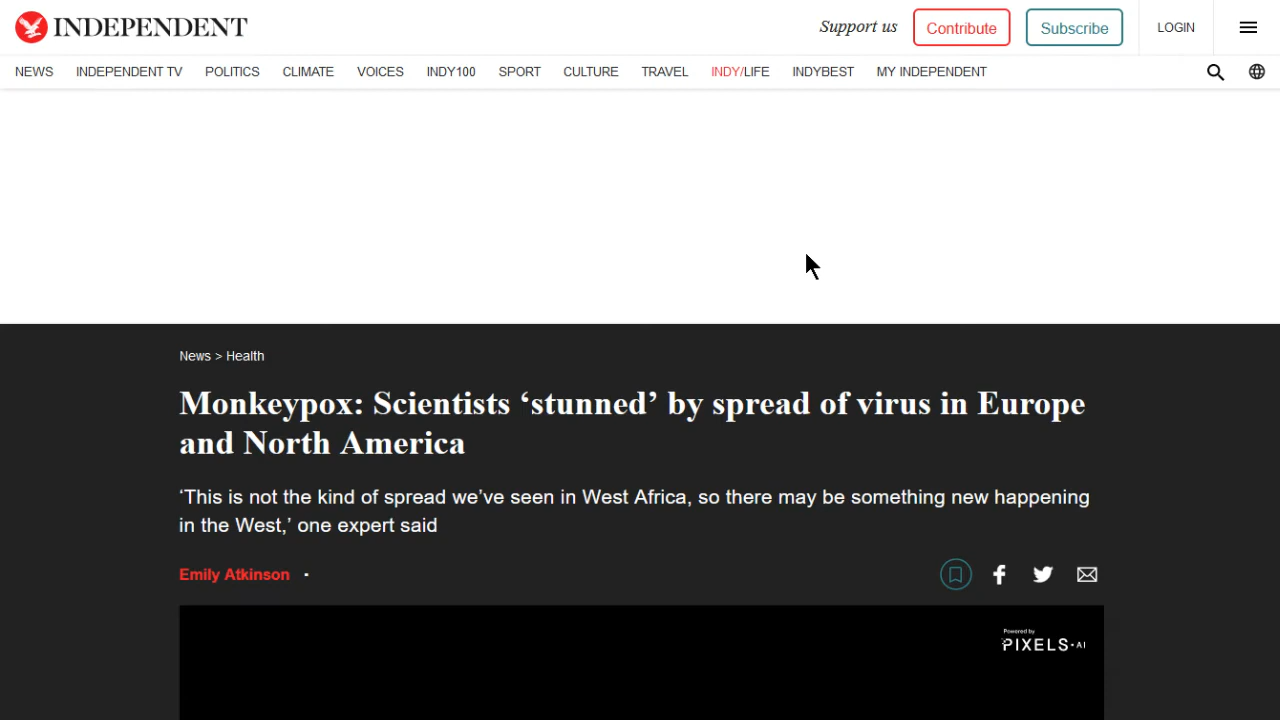 INDEPENDENT
Support us Contribute Subscribe LOGIN
NEWS INDEPENDENT TV POLITICS CLIMATE VOICES INDY100 SPORT CULTURE TRAVEL INDY/LIFE INDYBEST MY INDEPENDENT
News > Health
Monkeypox: Scientists ‘stunned’ by spread of virus in Europe
and North America
‘This is not the kind of spread we’ve seen in West Africa, so there may be something new happening
in the West,’ one expert said
Emily Atkinson
Powered by
PIXELS·AI